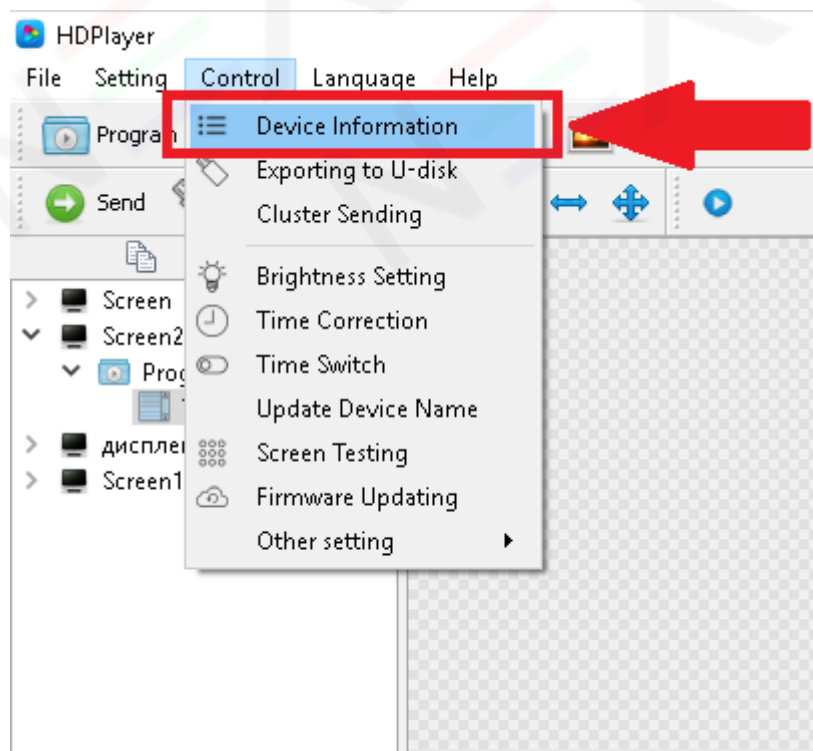 HDPlayer
File Setting Control Language Help
Program
Device Information
Exporting to U-disk
Send
Cluster Sending
Brightness Setting
Screen
Time Correction
Screen2
Time Switch
Update Device Name
Screen Testing
Screen1
Firmware Updating
Other setting